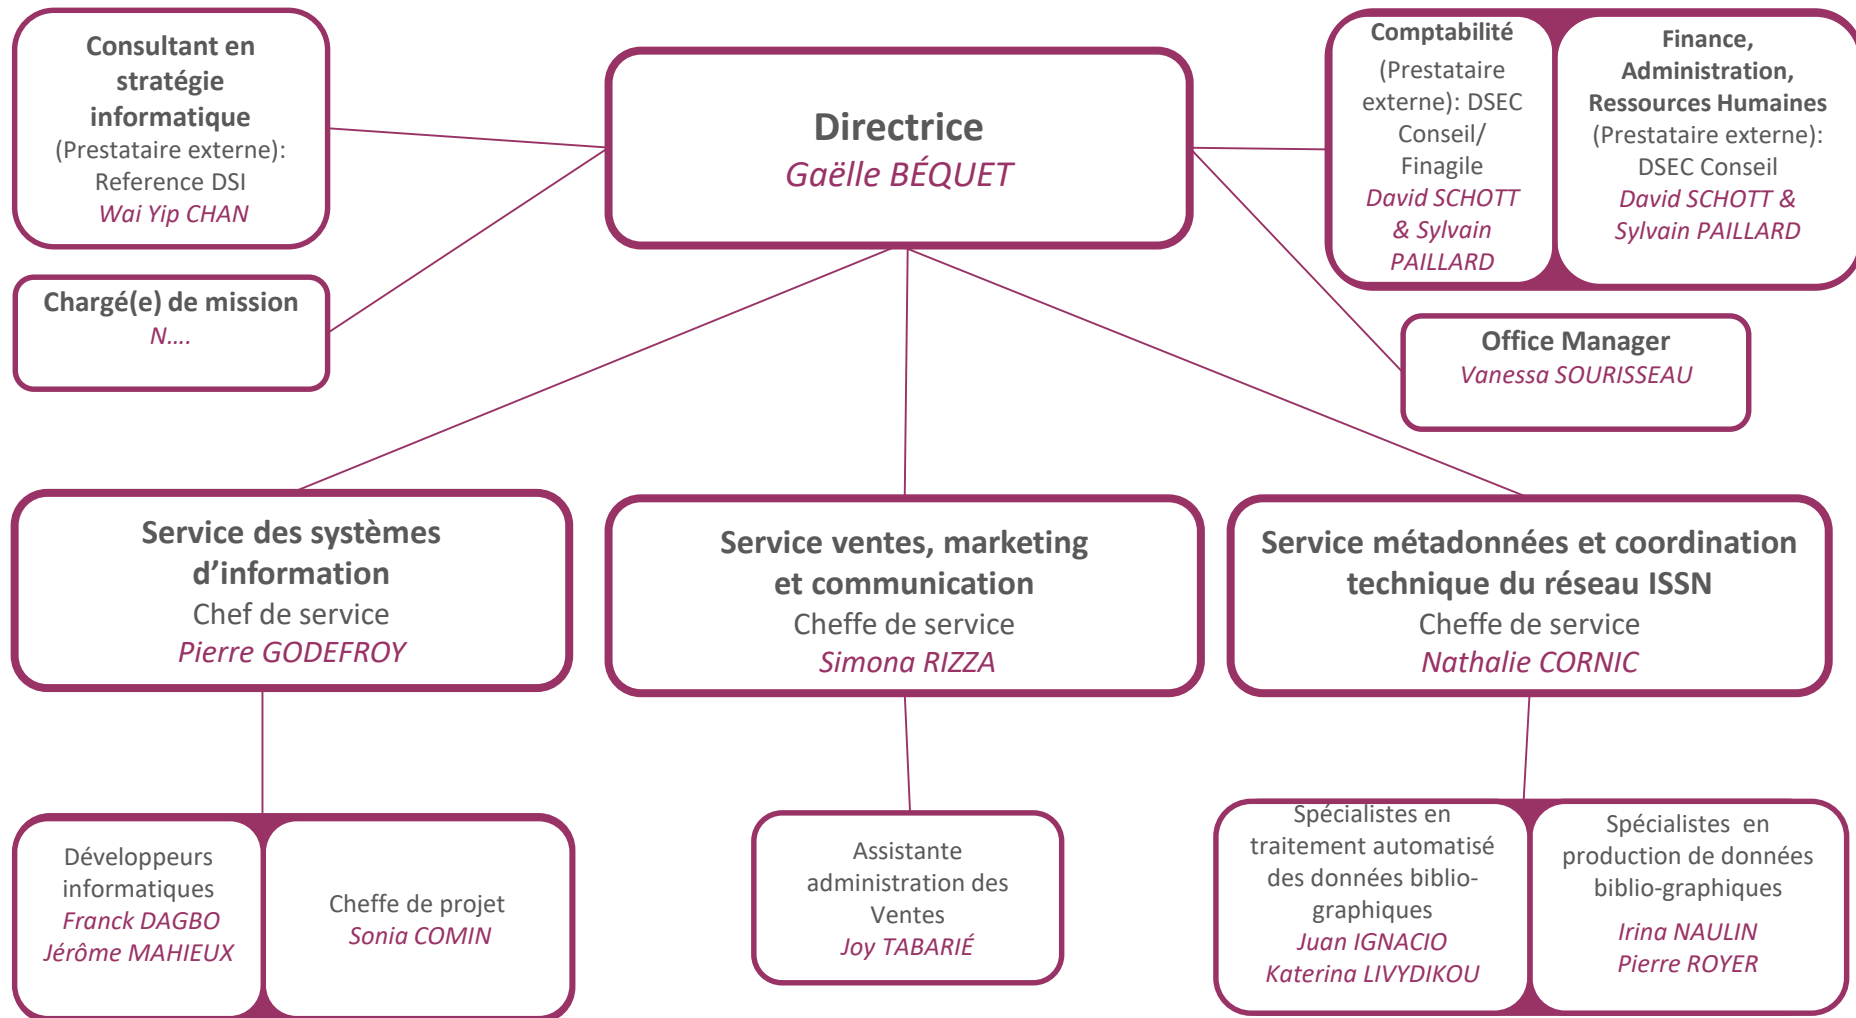 Consultant en
stratégie
informatique
(Prestataire externe):
Reference DSI
Wai Yip CHAN
Chargé(e) de mission
N....
Directrice
Gaëlle BÉQUET
Comptabilité
(Prestataire
externe): DSEC
Conseil/
Finagile
David SCHOTT
& Sylvain
PAILLARD
Finance,
Administration,
Ressources Humaines
(Prestataire externe):
DSEC Conseil
David SCHOTT &
Sylvain PAILLARD
Office Manager
Vanessa SOURISSEAU
Service des systèmes
d’information
Chef de service
Pierre GODEFROY
Service ventes, marketing
et communication
Cheffe de service
Simona RIZZA
Service métadonnées et coordination
technique du réseau ISSN
Cheffe de service
Nathalie CORNIC
Développeurs
informatiques
Franck DAGBO
Jérôme MAHIEUX
Cheffe de projet
Sonia COMIN
Assistante
administration des
Ventes
Joy TABARIÉ
Spécialistes en
traitement automatisé
des données biblio-
graphiques
Juan IGNACIO
Katerina LIVYDIKOU
Spécialistes en
production de données
biblio-graphiques
Irina NAULIN
Pierre ROYER